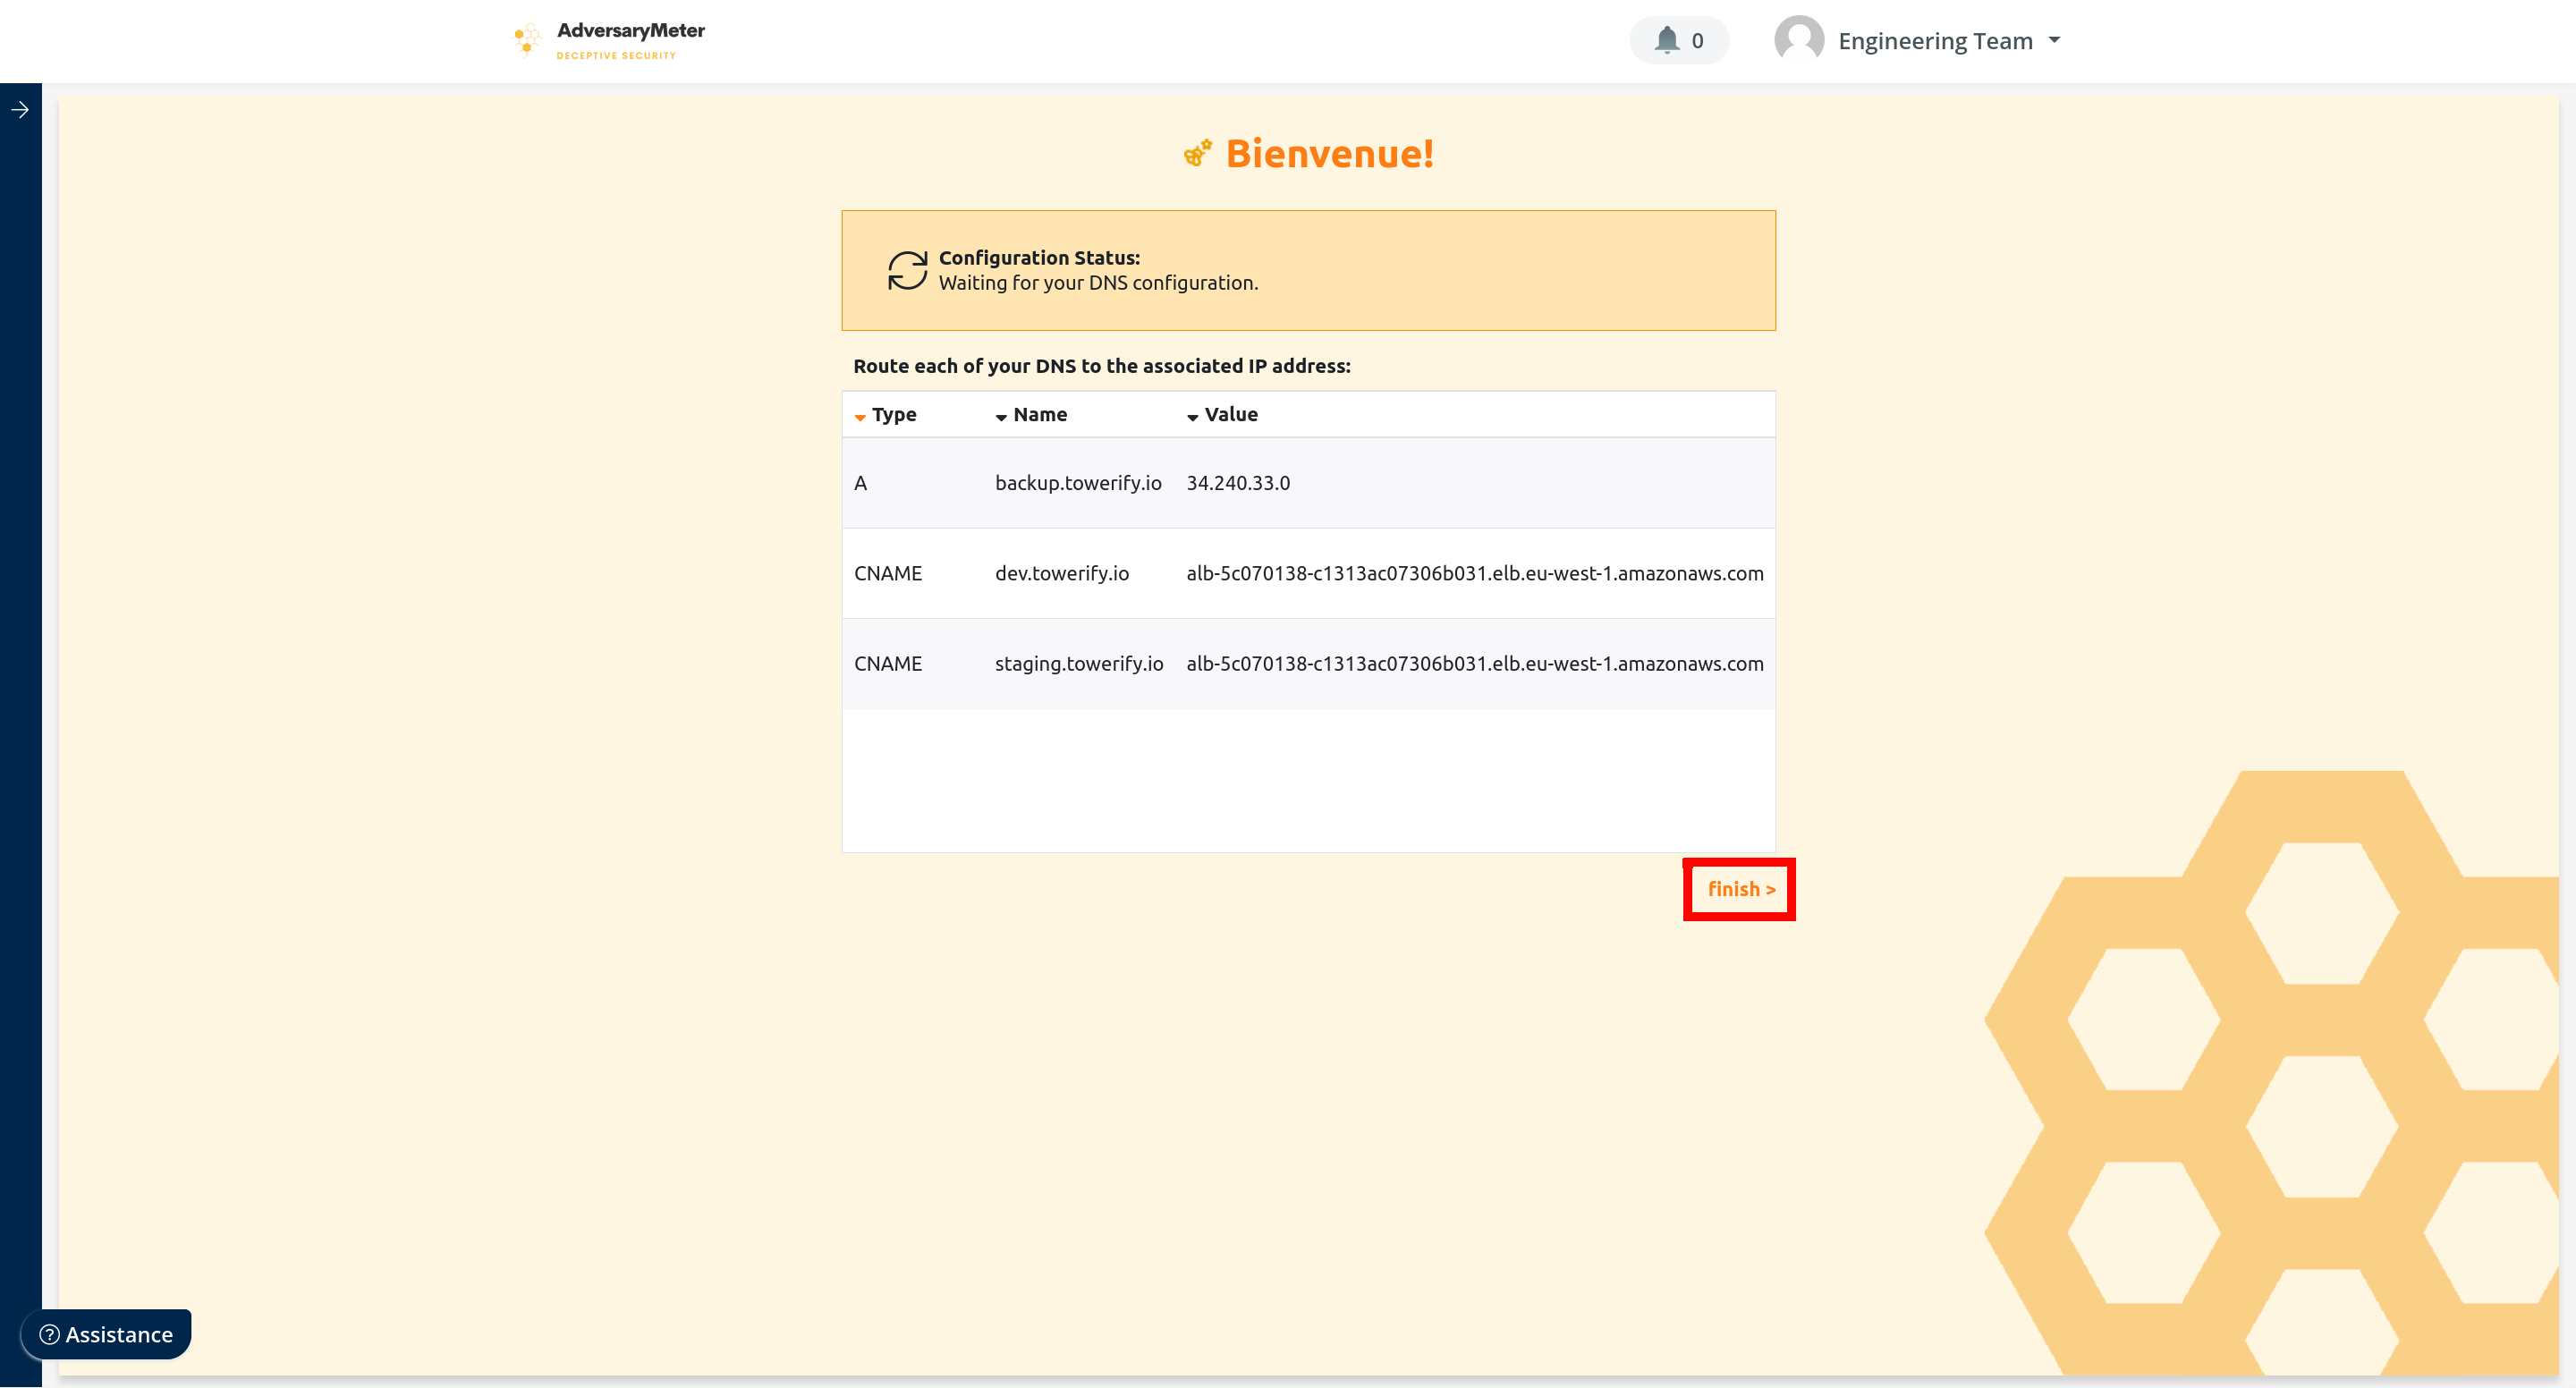 AdversaryMeter
DECEPTIVE SECURITY
0
Engineering Team
Bienvenue!
Configuration Status:
Waiting for your DNS configuration.
Route each of your DNS to the associated IP address:
Type Name Value
A backup.towerify.io 34.240.33.0
CNAME dev.towerify.io alb-5c070138-c1313ac07306b031.elb.eu-west-1.amazonaws.com
CNAME staging.towerify.io alb-5c070138-c1313ac07306b031.elb.eu-west-1.amazonaws.com
finish >
? Assistance